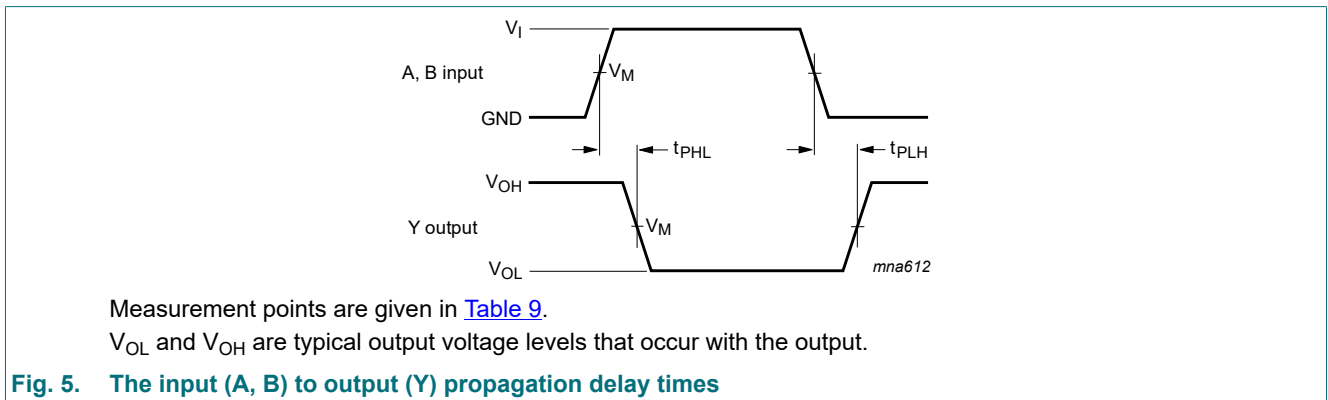 V_I
A, B input
V_M
GND
t_PHL
t_PLH
V_OH
Y output
V_M
V_OL
mna612
Measurement points are given in Table 9.
V_OL and V_OH are typical output voltage levels that occur with the output.
Fig. 5. The input (A, B) to output (Y) propagation delay times